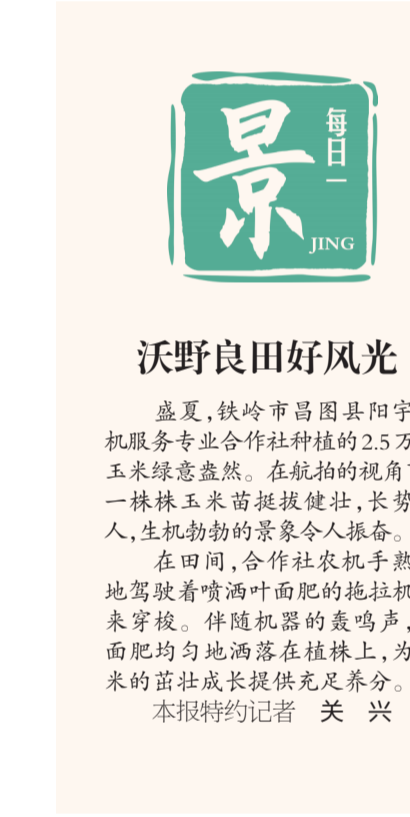 景
每日一
JING
沃野良田好风光
盛夏,铁岭市昌图县阳宇
机服务专业合作社种植的2.5万
玉米绿意盎然。在航拍的视角
一株株玉米苗挺拔健壮,长势
人,生机勃勃的景象令人振奋。
在田间,合作社农机手熟
地驾驶着喷洒叶面肥的拖拉机
来穿梭。伴随机器的轰鸣声,
面肥均匀地洒落在植株上,为
米的茁壮成长提供充足养分。
本报特约记者 关 兴